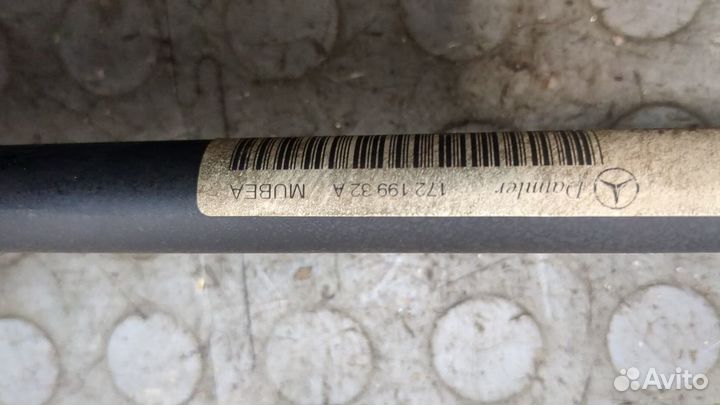 Daimler
172 199 32 A MUBEA
Avito